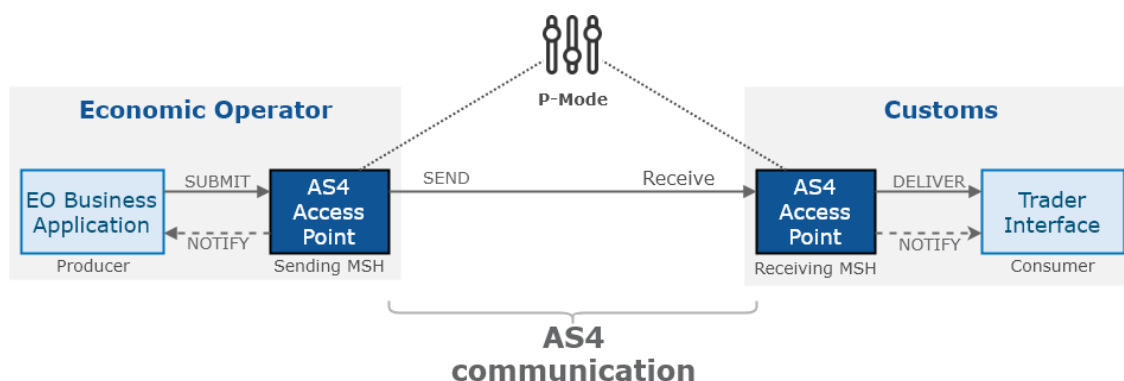 P-Mode
Economic Operator
Customs
EO Business
Application
SUBMIT
NOTIFY
Producer
AS4
Access
Point
Sending MSH
SEND
Receive
AS4
Access
Point
Receiving MSH
DELIVER
NOTIFY
Trader
Interface
Consumer
AS4
communication